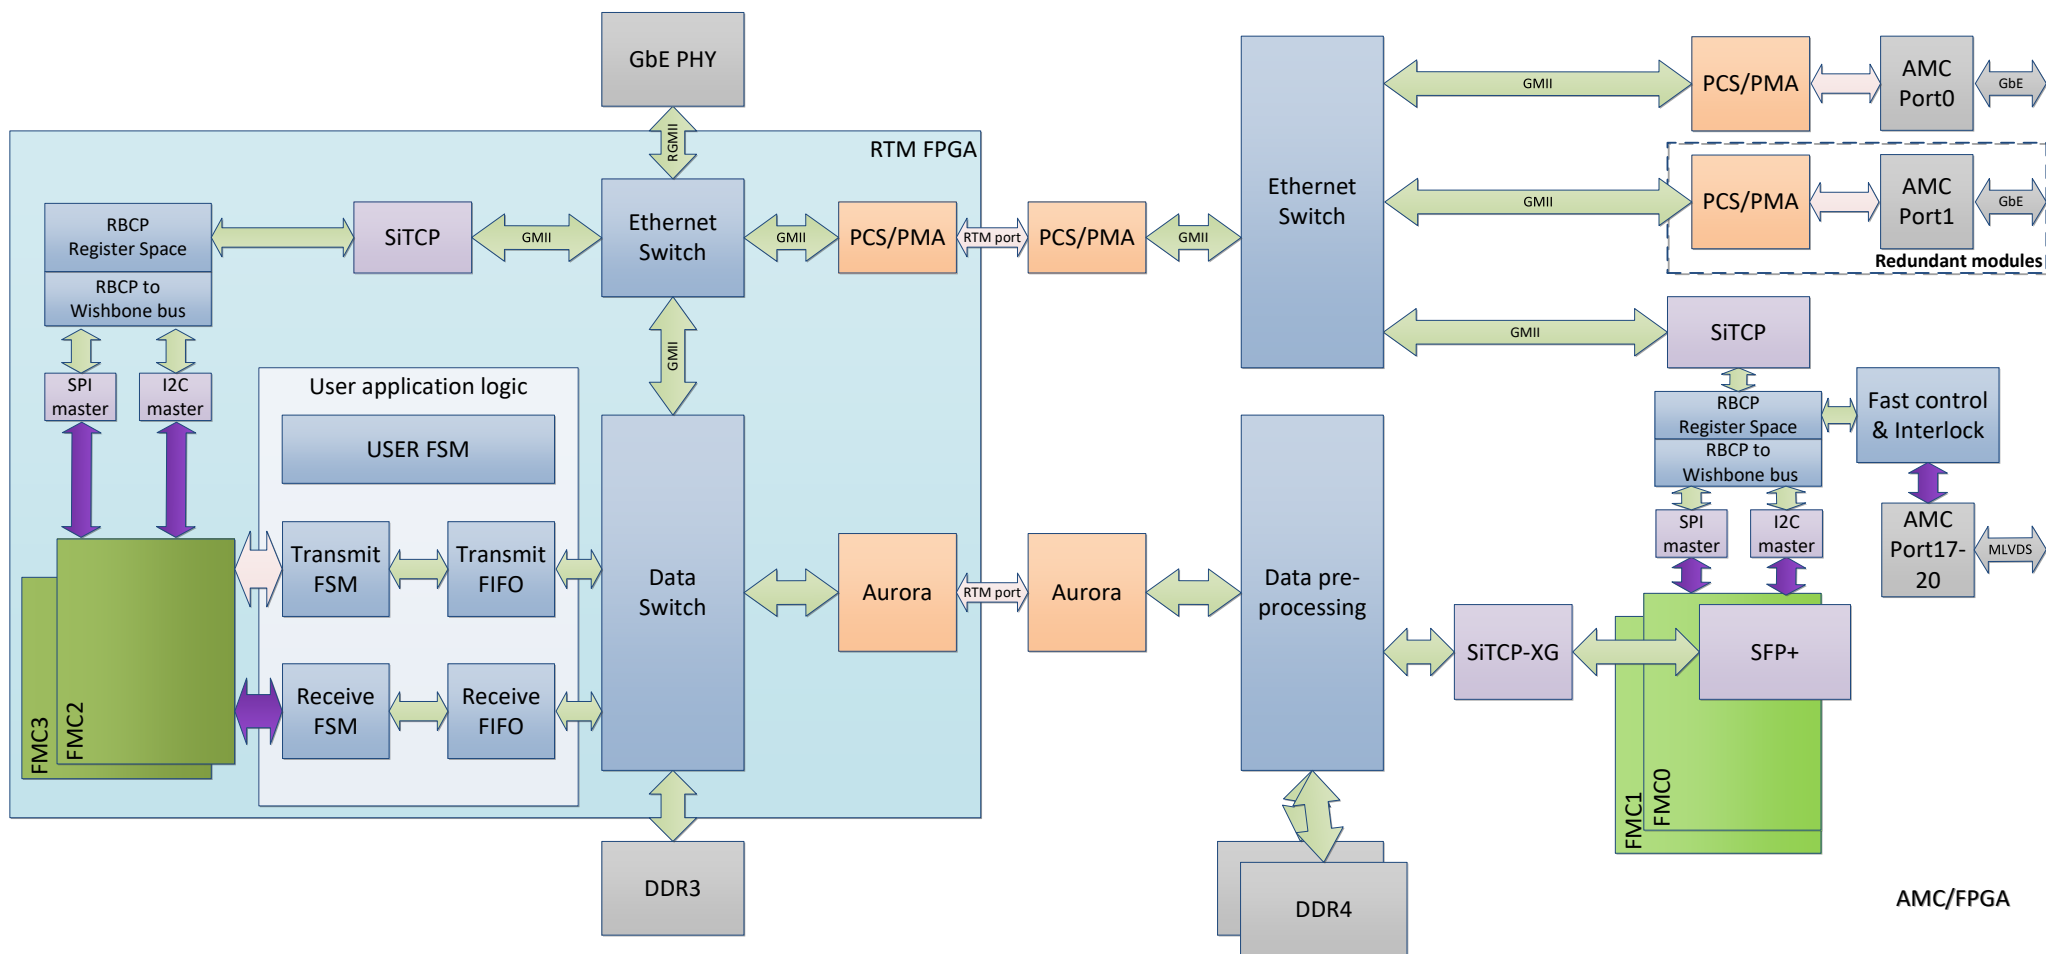 GbE PHY
RGMII
RTM FPGA
RBCP
Register Space
RBCP to
Wishbone bus
SiTCP
GMII
Ethernet
Switch
GMII
PCS/PMA
RTM port
PCS/PMA
GMII
GMII
SPI
master
I2C
master
User application logic
USER FSM
Transmit
FSM
Transmit
FIFO
Receive
FSM
Receive
FIFO
Data
Switch
Aurora
RTM port
Aurora
FMC3
FMC2
DDR3
Ethernet
Switch
GMII
PCS/PMA
AMC
Port0
GbE
GMII
PCS/PMA
AMC
Port1
GbE
Redundant modules
GMII
SiTCP
RBCP
Register Space
RBCP to
Wishbone bus
Fast control
& Interlock
SPI
master
I2C
master
AMC
Port17-
20
MLVDS
Data pre-
processing
SiTCP-XG
SFP+
FMC1
FMC0
DDR4
AMC/FPGA